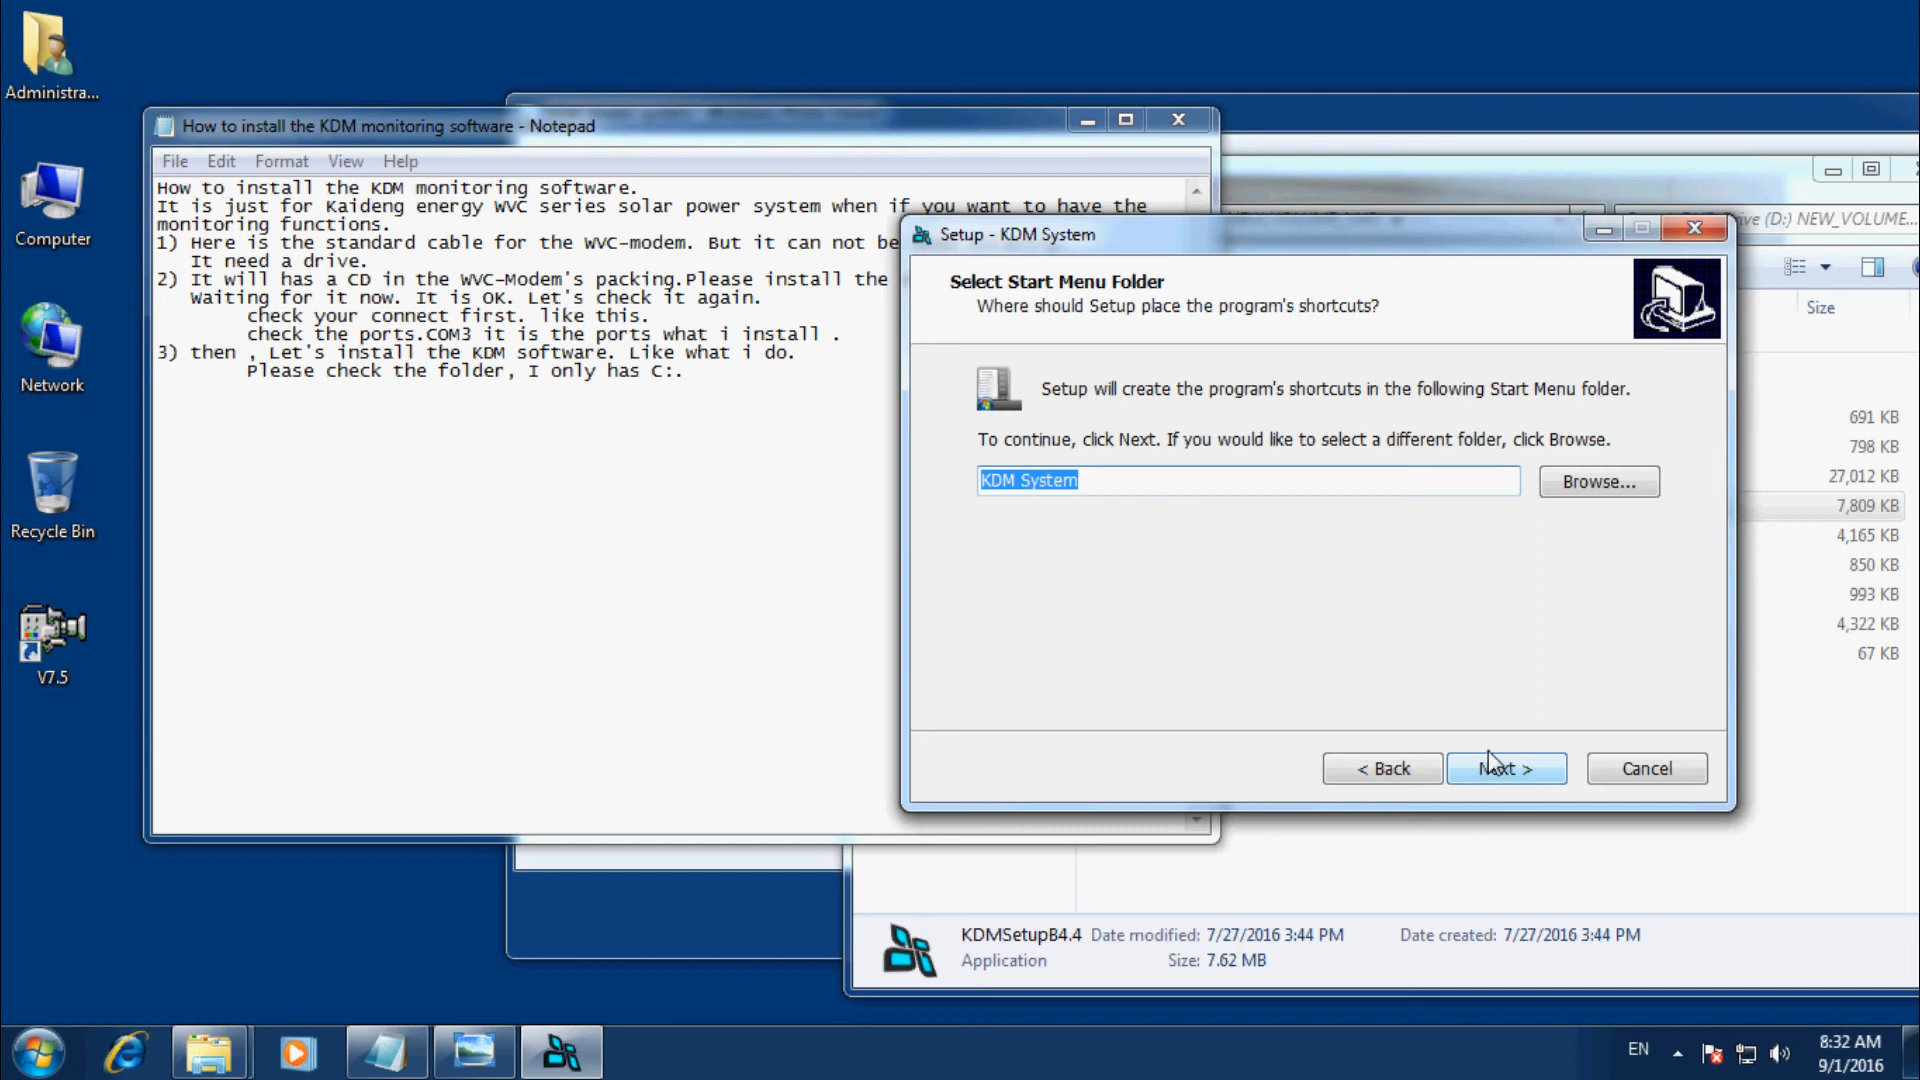 Administra...
Computer
Network
Recycle Bin
V7.5
How to install the KDM monitoring software - Notepad
File Edit Format View Help
How to install the KDM monitoring software.
It is just for Kaideng energy WVC series solar power system when if you want to have the
monitoring functions.
1) Here is the standard cable for the WVC-modem. But it can not be
It need a drive.
2) It will has a CD in the WVC-Modem's packing.Please install the
Waiting for it now. It is OK. Let's check it again.
check your connect first. like this.
check the ports.COM3 it is the ports what i install .
3) then , Let's install the KDM software. Like what i do.
Please check the folder, I only has C:.
Setup - KDM System
Select Start Menu Folder
Where should Setup place the program's shortcuts?
Setup will create the program's shortcuts in the following Start Menu folder.
To continue, click Next. If you would like to select a different folder, click Browse.
KDM System
Browse...
< Back
Next >
Cancel
(D:) NEW_VOLUME...
Size
691 KB
798 KB
27,012 KB
7,809 KB
4,165 KB
850 KB
993 KB
4,322 KB
67 KB
KDMSetupB4.4 Date modified: 7/27/2016 3:44 PM Date created: 7/27/2016 3:44 PM
Application Size: 7.62 MB
EN
8:32 AM
9/1/2016